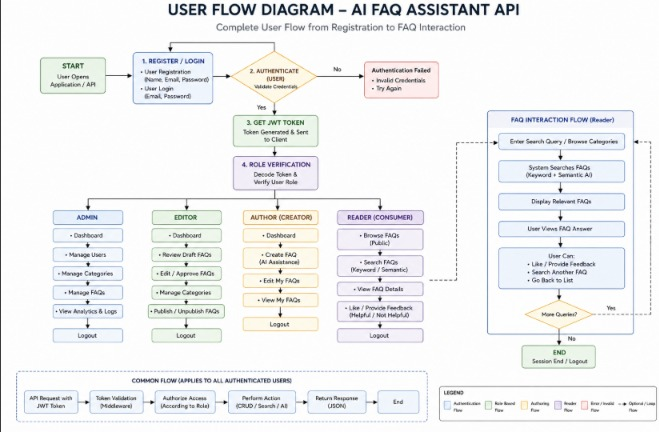 USER FLOW DIAGRAM – AI FAQ ASSISTANT API
Complete User Flow from Registration to FAQ Interaction
START
User Opens
Application / API
1. REGISTER / LOGIN
• User Registration
(Name, Email, Password)
• User Login
(Email, Password)
2. AUTHENTICATE
(USER)
Validate Credentials
No
Authentication Failed
• Invalid Credentials
• Try Again
Yes
3. GET JWT TOKEN
Token Generated & Sent
to Client
4. ROLE VERIFICATION
Decode Token &
Verify User Role
ADMIN
• Dashboard
• Manage Users
• Manage Categories
• Manage FAQs
• View Analytics & Logs
Logout
EDITOR
• Dashboard
• Review Draft FAQs
• Edit / Approve FAQs
• Manage Categories
• Publish / Unpublish FAQs
Logout
AUTHOR (CREATOR)
• Dashboard
• Create FAQ
(AI Assistance)
• Edit My FAQs
• View My FAQs
Logout
READER (CONSUMER)
• Browse FAQs
(Public)
• Search FAQs
(Keyword / Semantic)
• View FAQ Details
• Like / Provide Feedback
(Helpful / Not Helpful)
Logout
FAQ INTERACTION FLOW (Reader)
Enter Search Query / Browse Categories
System Searches FAQs
(Keyword + Semantic AI)
Display Relevant FAQs
User Views FAQ Answer
User Can:
• Like / Provide Feedback
• Search Another FAQ
• Go Back to List
More Queries?
Yes
No
END
Session End / Logout
COMMON FLOW (APPLIES TO ALL AUTHENTICATED USERS)
API Request with
JWT Token
Token Validation
(Middleware)
Authorize Access
(According to Role)
Perform Action
(CRUD / Search / AI)
Return Response
(JSON)
End
LEGEND
Authentication
Flow
Role Based
Flow
Authoring
Flow
Reader
Flow
Error / Invalid
Flow
Optional / Loop
Flow